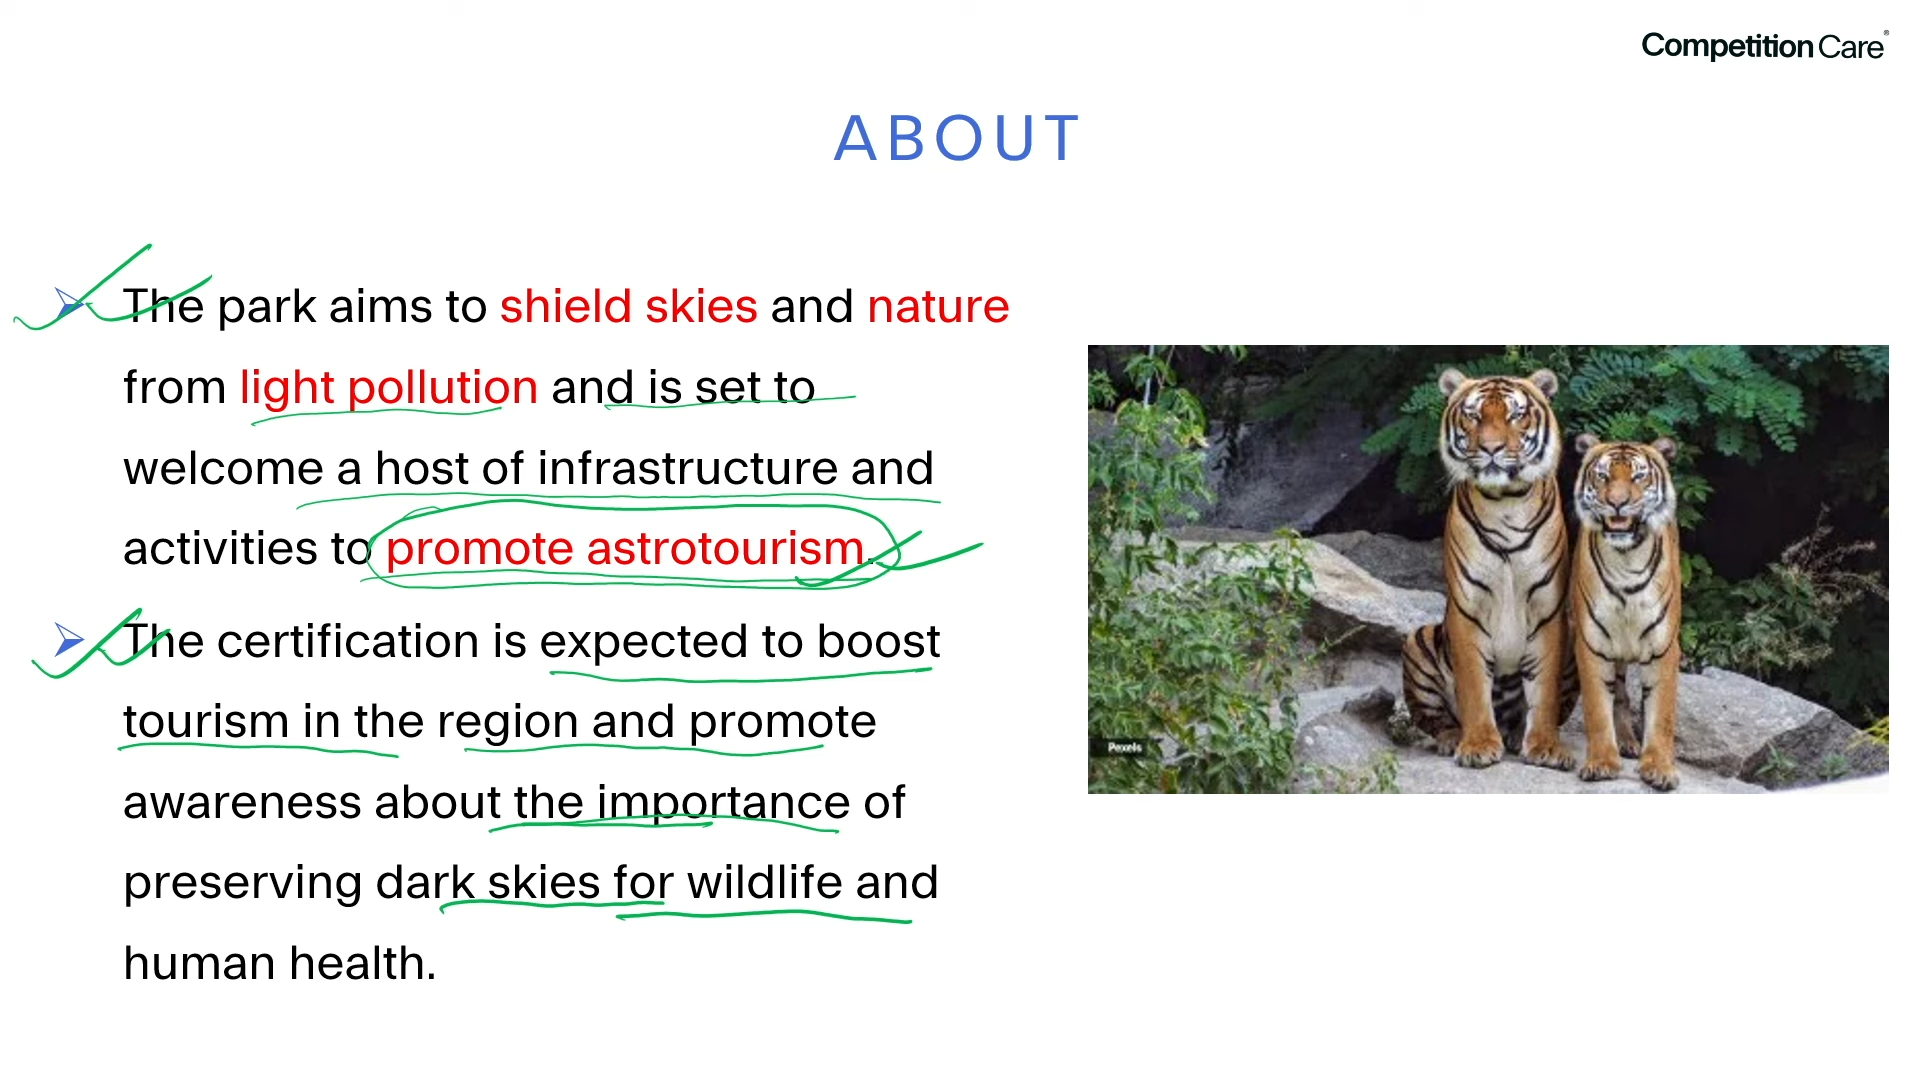 Competition Care®
ABOUT
The park aims to shield skies and nature
from light pollution and is set to
welcome a host of infrastructure and
activities to promote astrotourism.
The certification is expected to boost
tourism in the region and promote
awareness about the importance of
preserving dark skies for wildlife and
human health.
Pexels